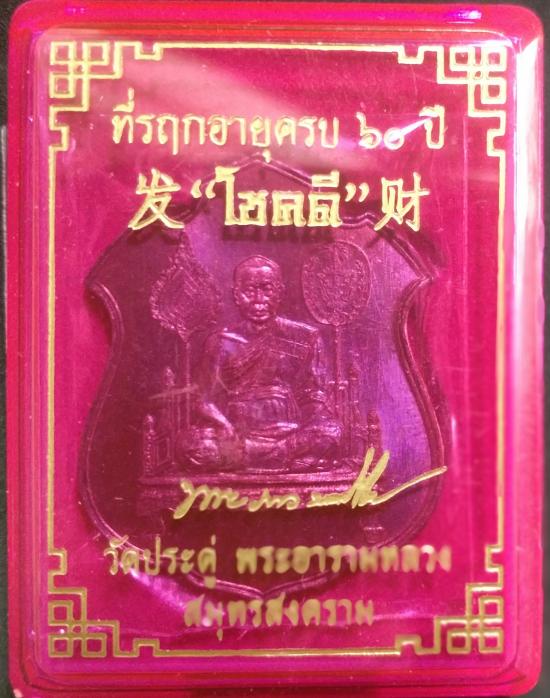 ที่รฤกอายุครบ ๖๐ ปี
发 “โชคดี” 财
วัดประดู่ พระอารามหลวง
สมุทรสงคราม